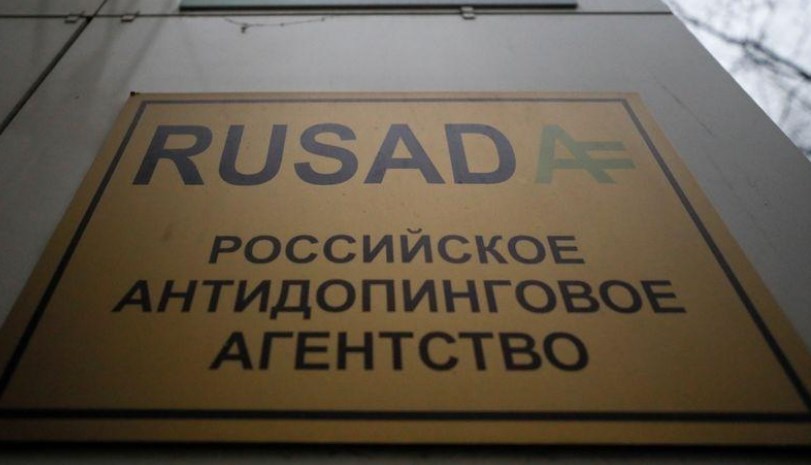 RUSADA
РОССИЙСКОЕ
АНТИДОПИНГОВОЕ
АГЕНТСТВО